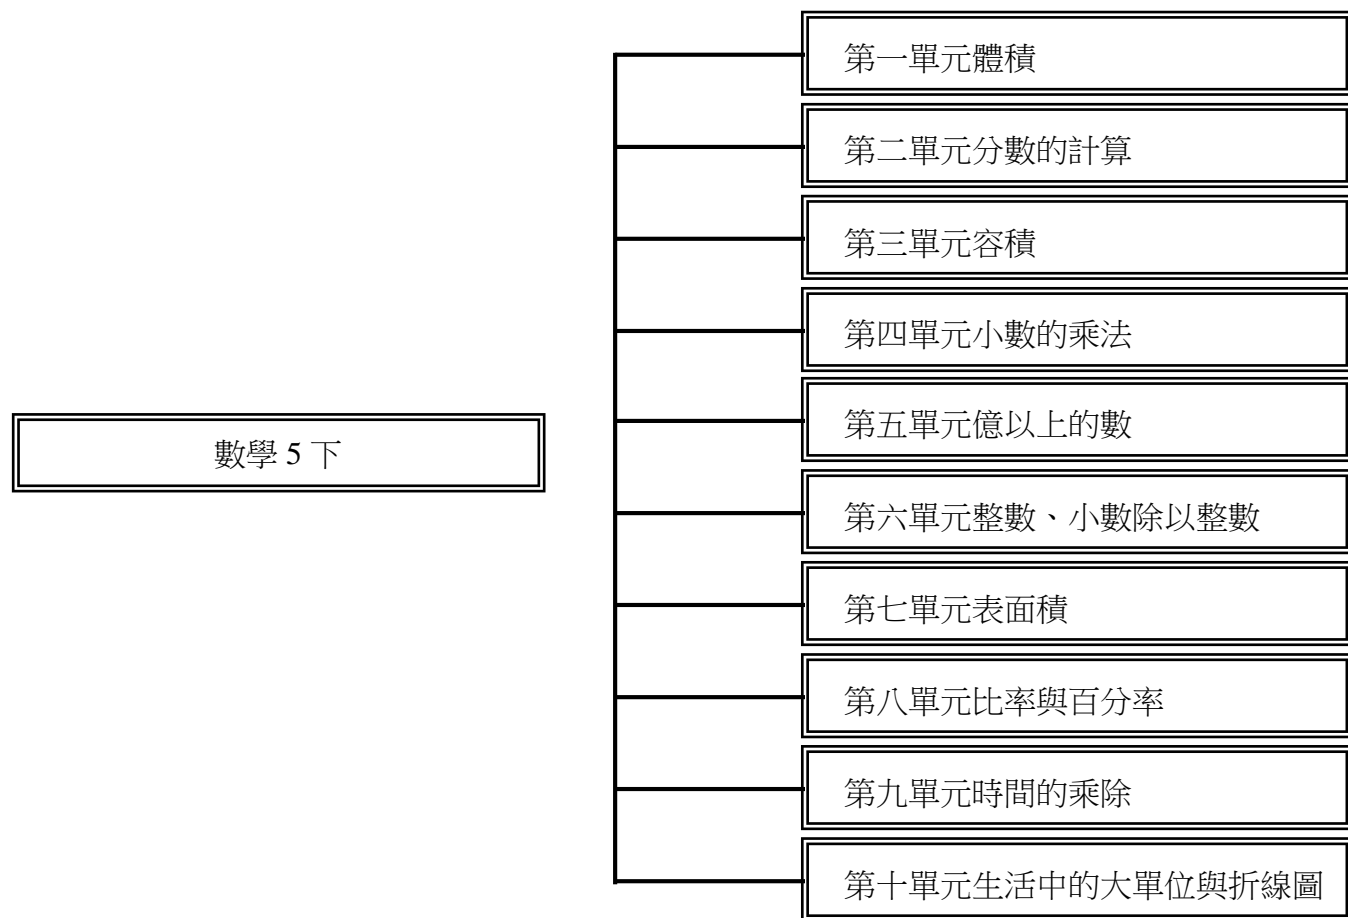 第一單元體積
第二單元分數的計算
第三單元容積
第四單元小數的乘法
第五單元億以上的數
數學 5 下
第六單元整數、小數除以整數
第七單元表面積
第八單元比率與百分率
第九單元時間的乘除
第十單元生活中的大單位與折線圖